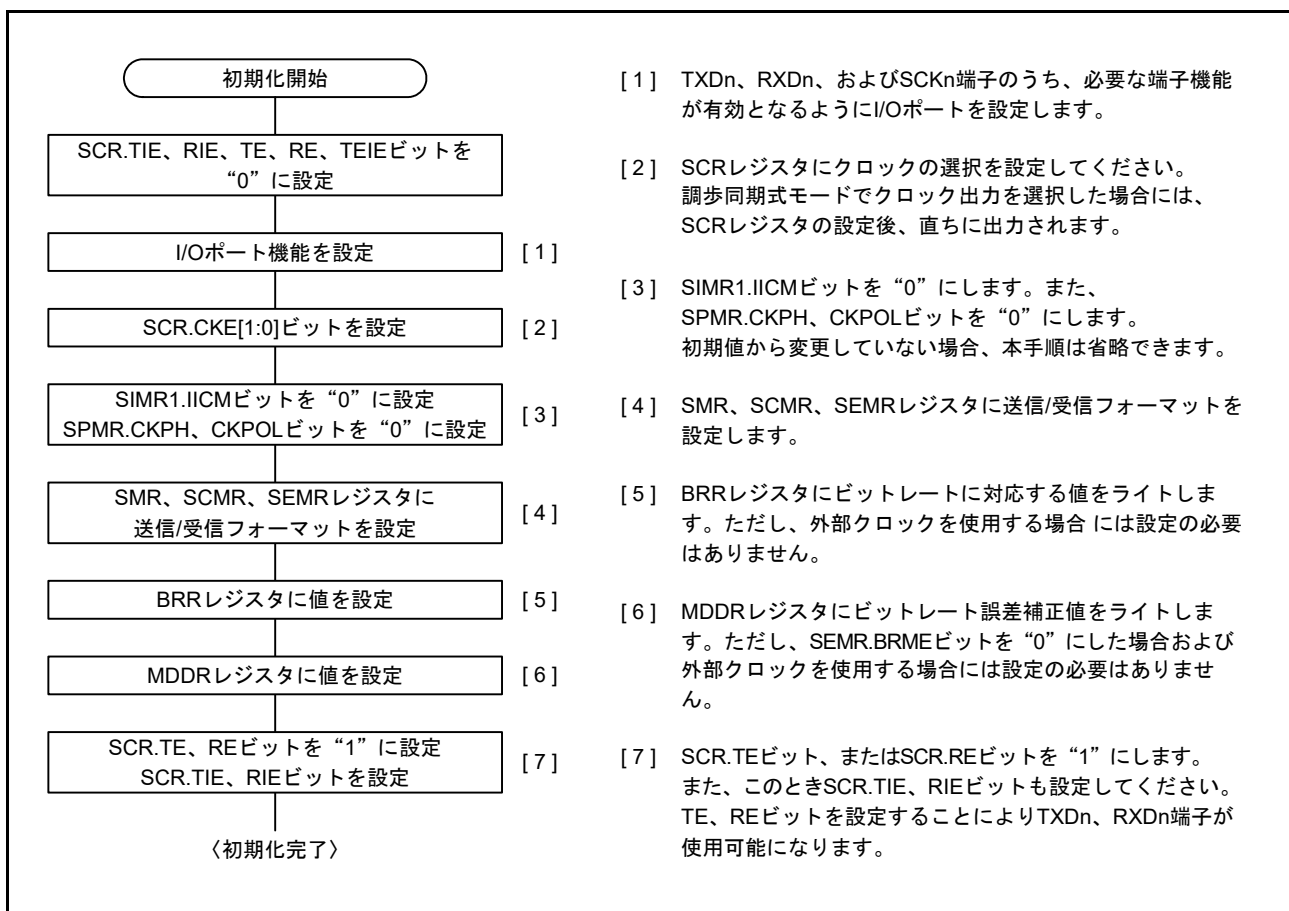 初期化開始
SCR.TIE、RIE、TE、RE、TEIEビットを
“0”に設定
I/Oポート機能を設定
[ 1 ]
SCR.CKE[1:0]ビットを設定
[ 2 ]
SIMR1.IICMビットを“0”に設定
SPMR.CKPH、CKPOLビットを“0”に設定
[ 3 ]
SMR、SCMR、SEMRレジスタに
送信/受信フォーマットを設定
[ 4 ]
BRRレジスタに値を設定
[ 5 ]
MDDRレジスタに値を設定
[ 6 ]
SCR.TE、REビットを“1”に設定
SCR.TIE、RIEビットを設定
[ 7 ]
〈初期化完了〉
[ 1 ] TXDn、RXDn、およびSCKn端子のうち、必要な端子機能
が有効となるようにI/Oポートを設定します。
[ 2 ] SCRレジスタにクロックの選択を設定してください。
調歩同期式モードでクロック出力を選択した場合には、
SCRレジスタの設定後、直ちに出力されます。
[ 3 ] SIMR1.IICMビットを“0”にします。また、
SPMR.CKPH、CKPOLビットを“0”にします。
初期値から変更していない場合、本手順は省略できます。
[ 4 ] SMR、SCMR、SEMRレジスタに送信/受信フォーマットを
設定します。
[ 5 ] BRRレジスタにビットレートに対応する値をライトしま
す。ただし、外部クロックを使用する場合 には設定の必要
はありません。
[ 6 ] MDDRレジスタにビットレート誤差補正値をライトしま
す。ただし、SEMR.BRMEビットを“0”にした場合および
外部クロックを使用する場合には設定の必要はありませ
ん。
[ 7 ] SCR.TEビット、またはSCR.REビットを“1”にします。
また、このときSCR.TIE、RIEビットも設定してください。
TE、REビットを設定することによりTXDn、RXDn端子が
使用可能になります。